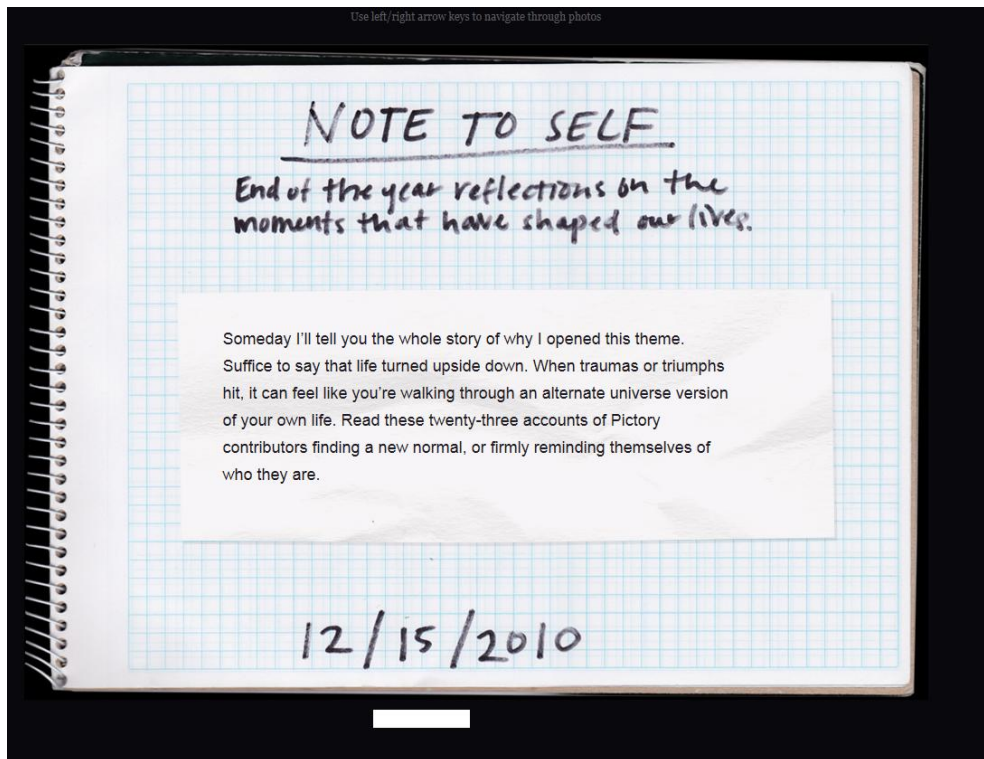 Use left/right arrow keys to navigate through photos
NOTE TO SELF
End of the year reflections on the
moments that have shaped our lives.
Someday I'll tell you the whole story of why I opened this theme.
Suffice to say that life turned upside down. When traumas or triumphs
hit, it can feel like you're walking through an alternate universe version
of your own life. Read these twenty-three accounts of Pictory
contributors finding a new normal, or firmly reminding themselves of
who they are.
12/15/2010